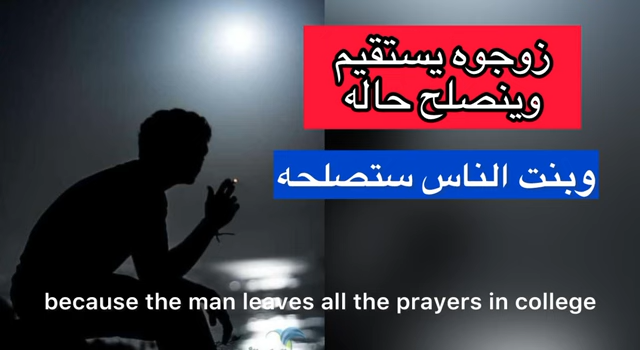 زوجوه يستقيم
وينصلح حاله
وبنت الناس ستصلحه
because the man leaves all the prayers in college